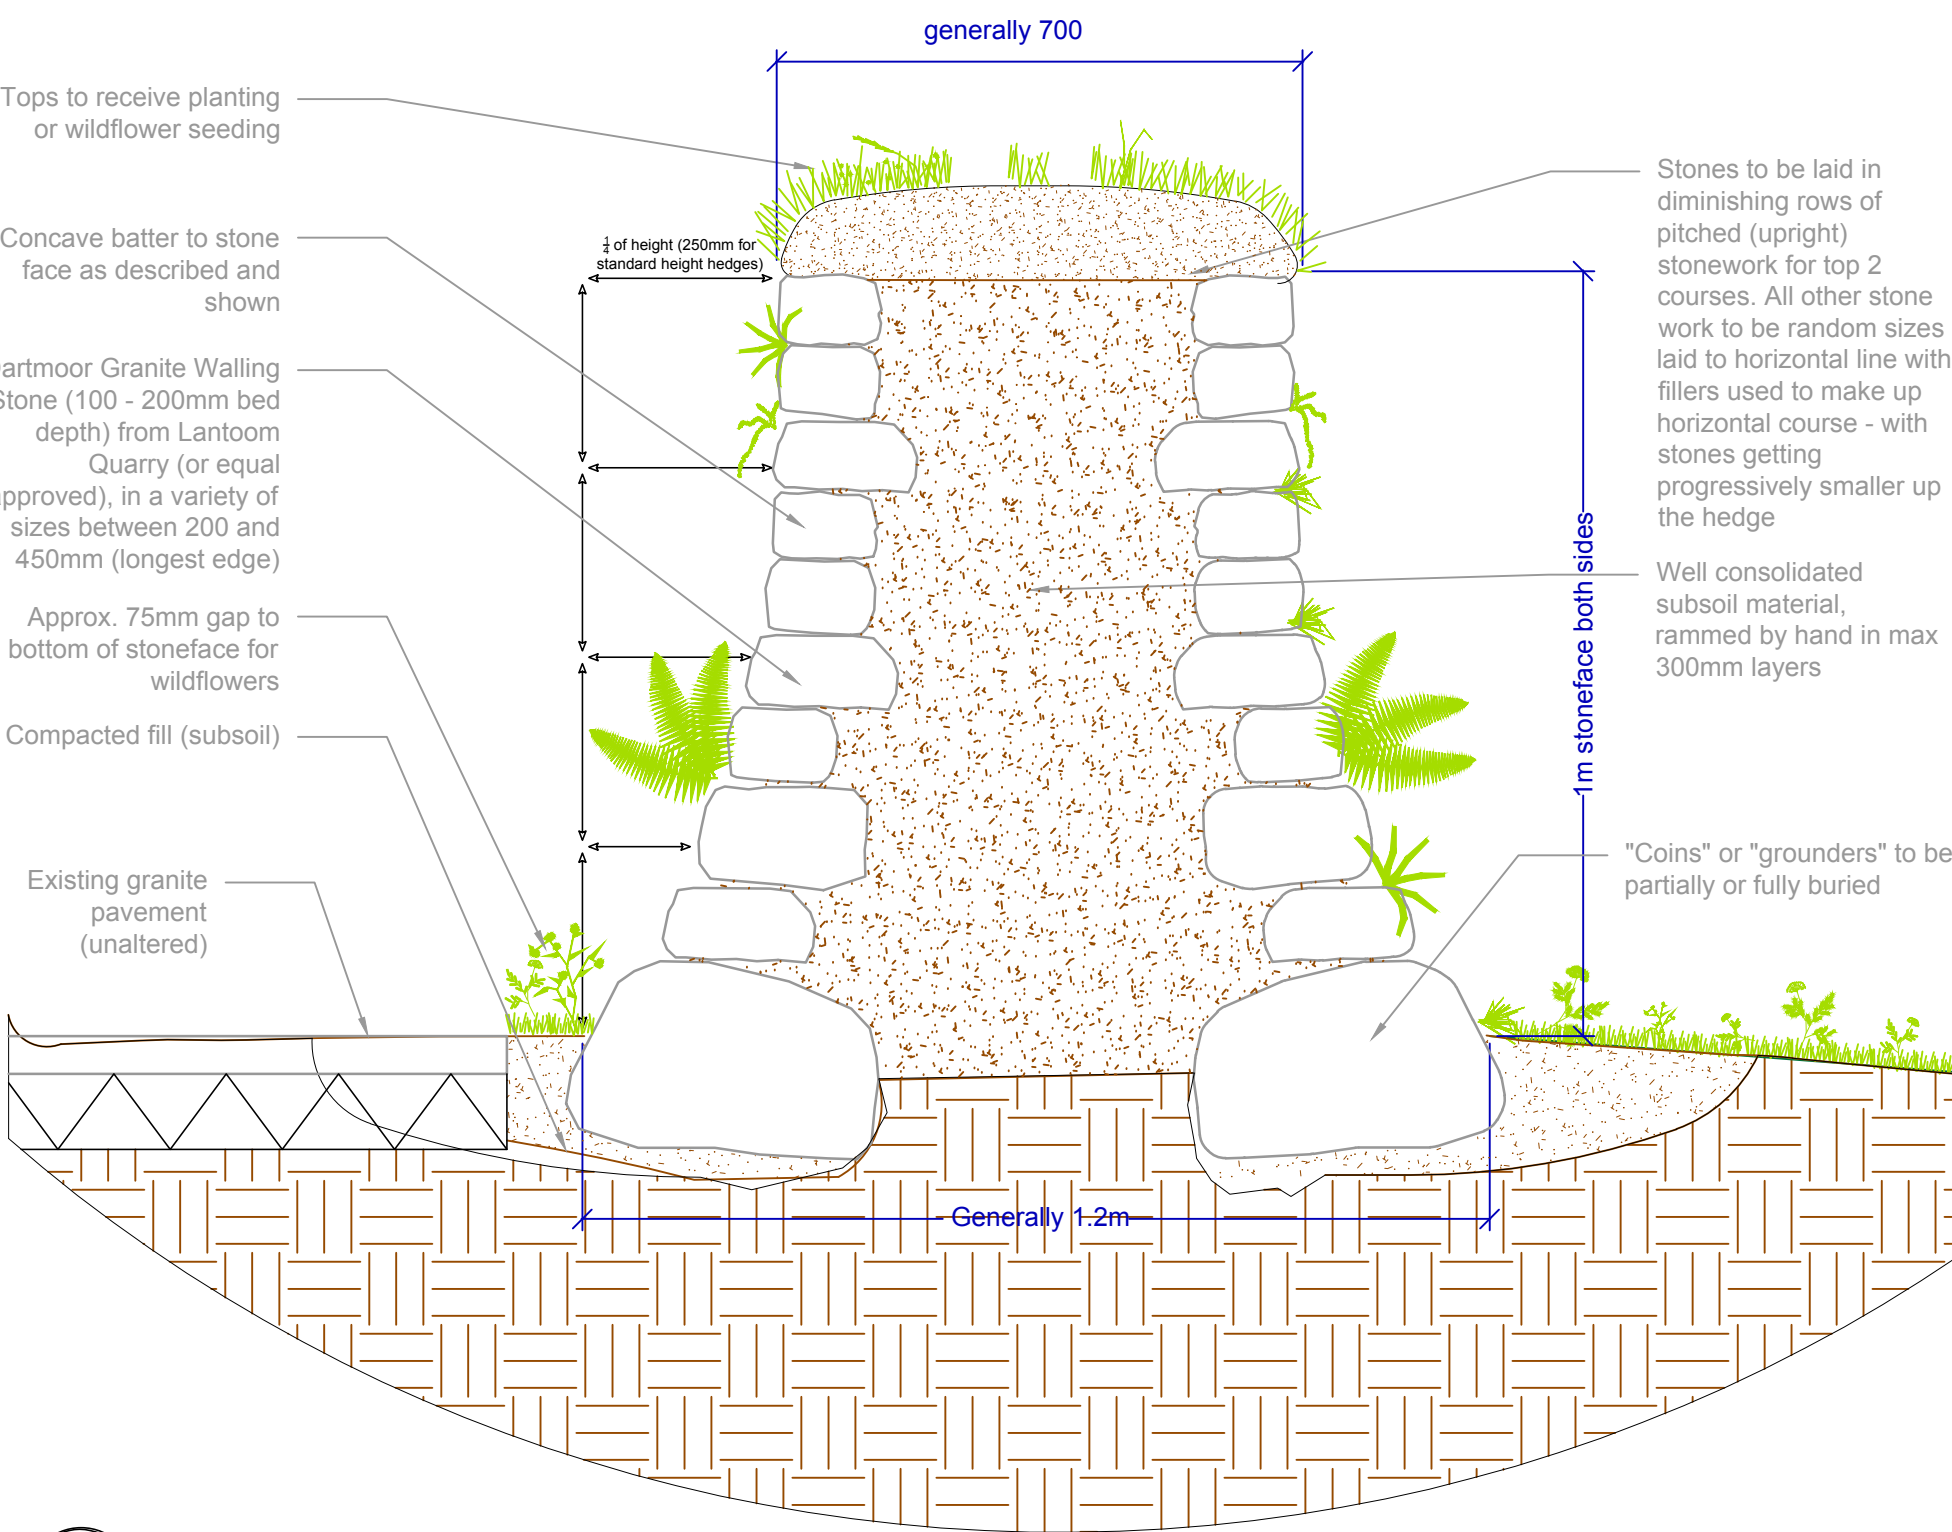 generally 700
Tops to receive planting
or wildflower seeding
Concave batter to stone
face as described and
shown
¼ of height (250mm for
standard height hedges)
artmoor Granite Walling
Stone (100 - 200mm bed
depth) from Lantoom
Quarry (or equal
approved), in a variety of
sizes between 200 and
450mm (longest edge)
Approx. 75mm gap to
bottom of stoneface for
wildflowers
Compacted fill (subsoil)
Existing granite
pavement
(unaltered)
Stones to be laid in
diminishing rows of
pitched (upright)
stonework for top 2
courses. All other stone
work to be random sizes
laid to horizontal line with
fillers used to make up
horizontal course - with
stones getting
progressively smaller up
the hedge
Well consolidated
subsoil material,
rammed by hand in max
300mm layers
1m stoneface both sides
"Coins" or "grounders" to be
partially or fully buried
Generally 1.2m